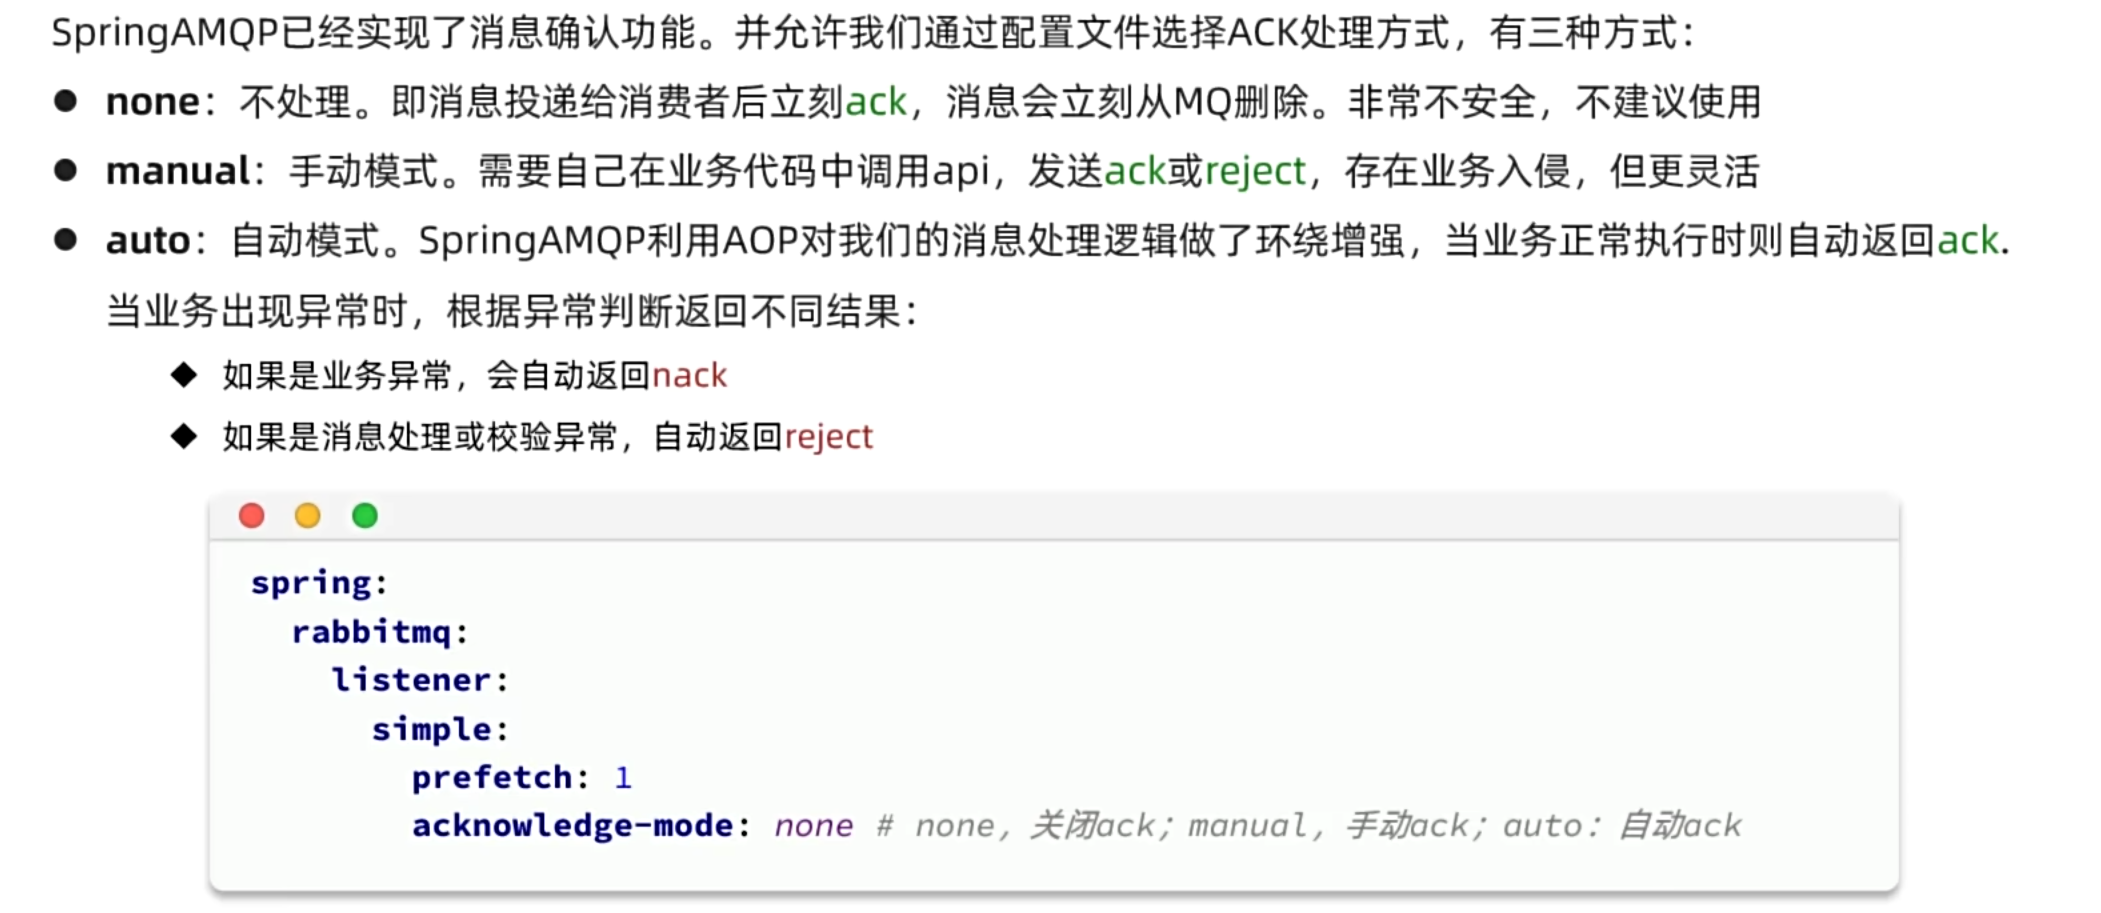 SpringAMQP已经实现了消息确认功能。并允许我们通过配置文件选择ACK处理方式，有三种方式：
● none：不处理。即消息投递给消费者后立刻ack，消息会立刻从MQ删除。非常不安全，不建议使用
● manual：手动模式。需要自己在业务代码中调用api，发送ack或reject，存在业务入侵，但更灵活
● auto：自动模式。SpringAMQP利用AOP对我们的消息处理逻辑做了环绕增强，当业务正常执行时则自动返回ack.
当业务出现异常时，根据异常判断返回不同结果：
◆ 如果是业务异常，会自动返回nack
◆ 如果是消息处理或校验异常，自动返回reject
spring:
  rabbitmq:
    listener:
      simple:
        prefetch: 1
        acknowledge-mode: none # none, 关闭ack；manual, 手动ack；auto：自动ack